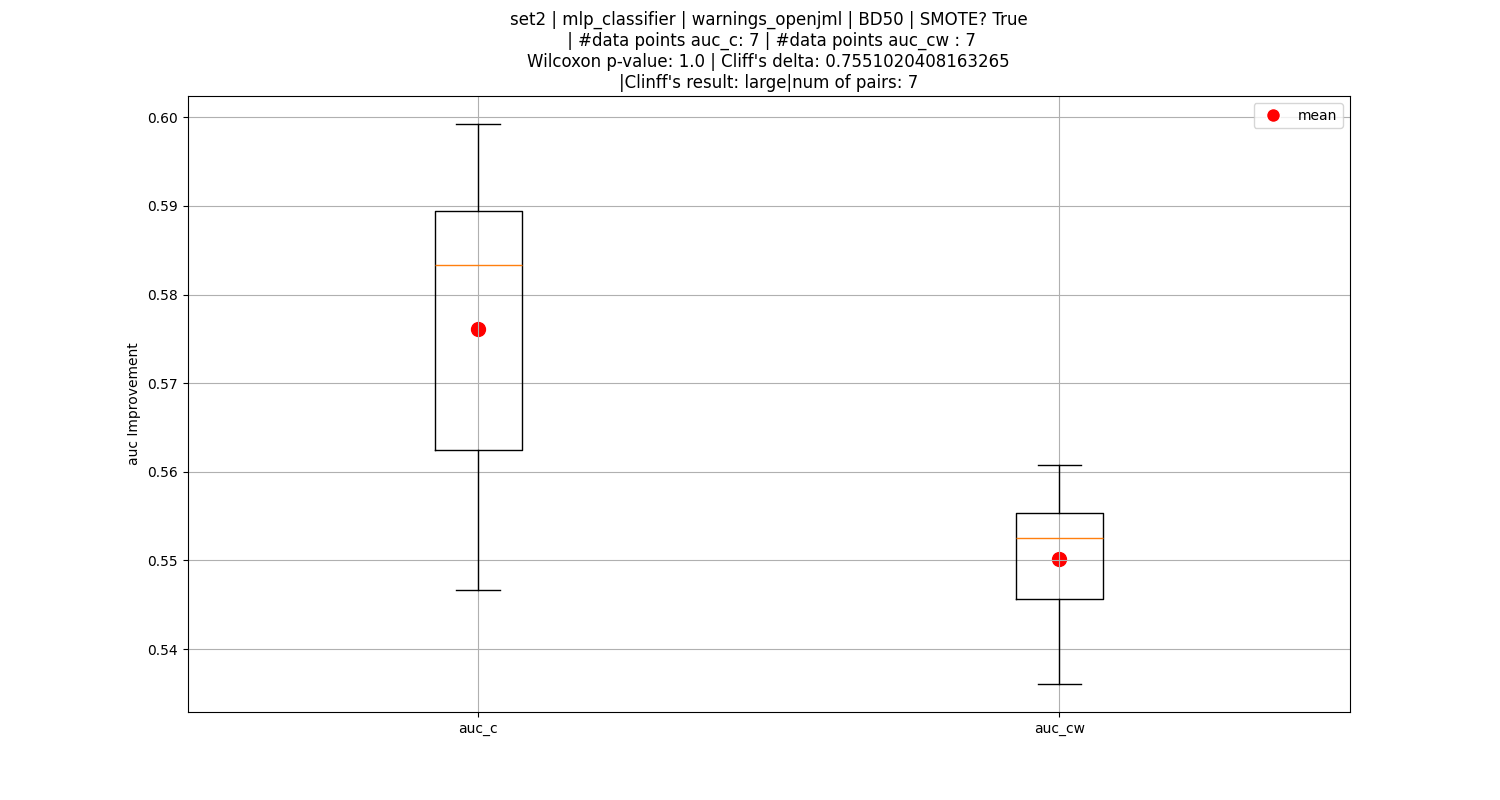 set2 | mlp_classifier | warnings_openjml | BD50 | SMOTE? True
| #data points auc_c: 7 | #data points auc_cw : 7
Wilcoxon p-value: 1.0 | Cliff's delta: 0.7551020408163265
|Clinff's result: large|num of pairs: 7
mean
0.60
0.59
0.58
0.57
0.56
0.55
0.54
auc Improvement
auc_c
auc_cw